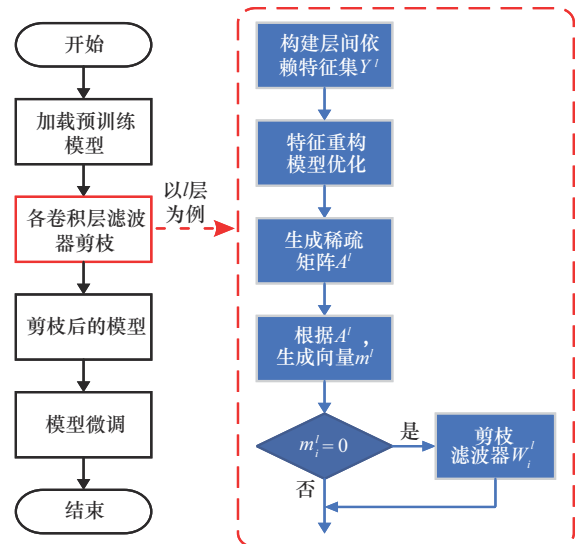 开始
加载预训练
模型
各卷积层滤波
器剪枝
剪枝后的模型
模型微调
结束
以l层
为例
构建层间依
赖特征集Y^l
特征重构
模型优化
生成稀疏
矩阵A^l
根据A^l,
生成向量m^l
m_i^l=0
是
否
剪枝
滤波器W_i^l